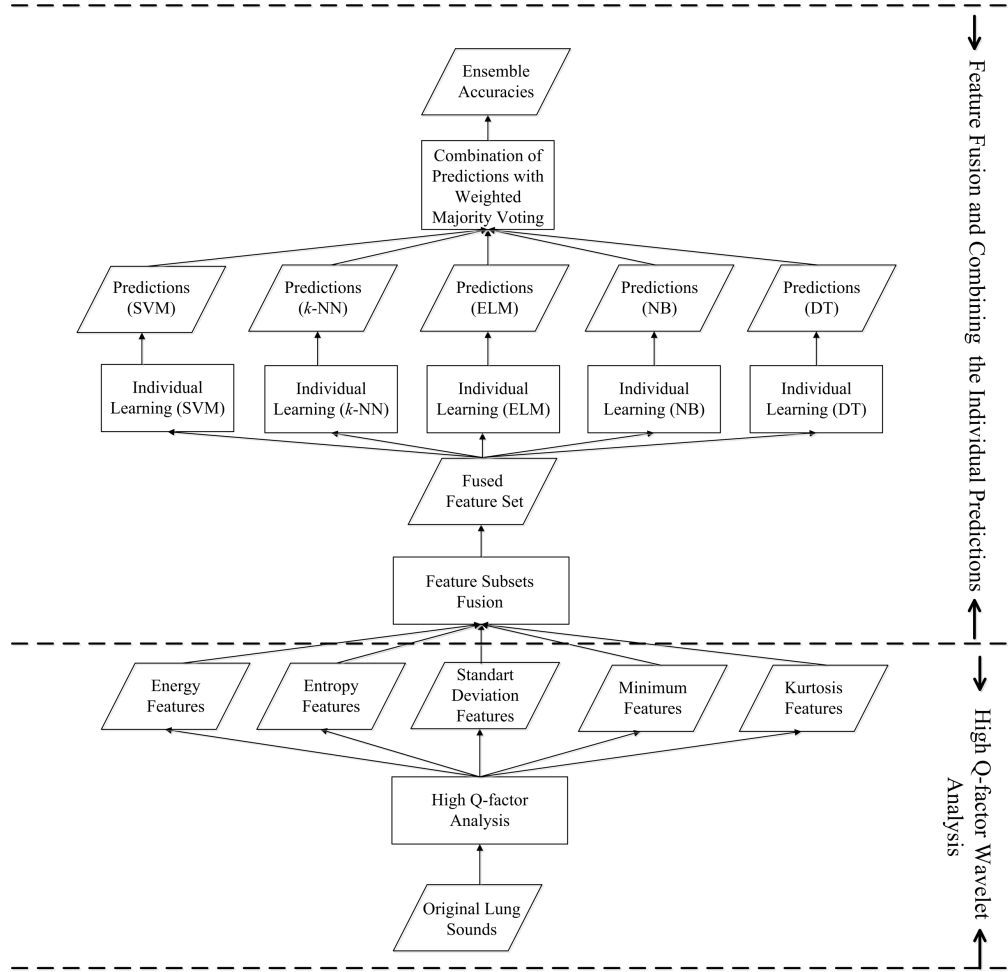 Ensemble
Accuracies
Combination of
Predictions with
Weighted
Majority Voting
Predictions
(SVM)
Predictions
(k-NN)
Predictions
(ELM)
Predictions
(NB)
Predictions
(DT)
Individual
Learning (SVM)
Individual
Learning (k-NN)
Individual
Learning (ELM)
Individual
Learning (NB)
Individual
Learning (DT)
Fused
Feature Set
Feature Subsets
Fusion
Feature Fusion and Combining the Individual Predictions
Energy
Features
Entropy
Features
Standart
Deviation
Features
Minimum
Features
Kurtosis
Features
High Q-factor
Analysis
Original Lung
Sounds
High Q-factor Wavelet
Analysis